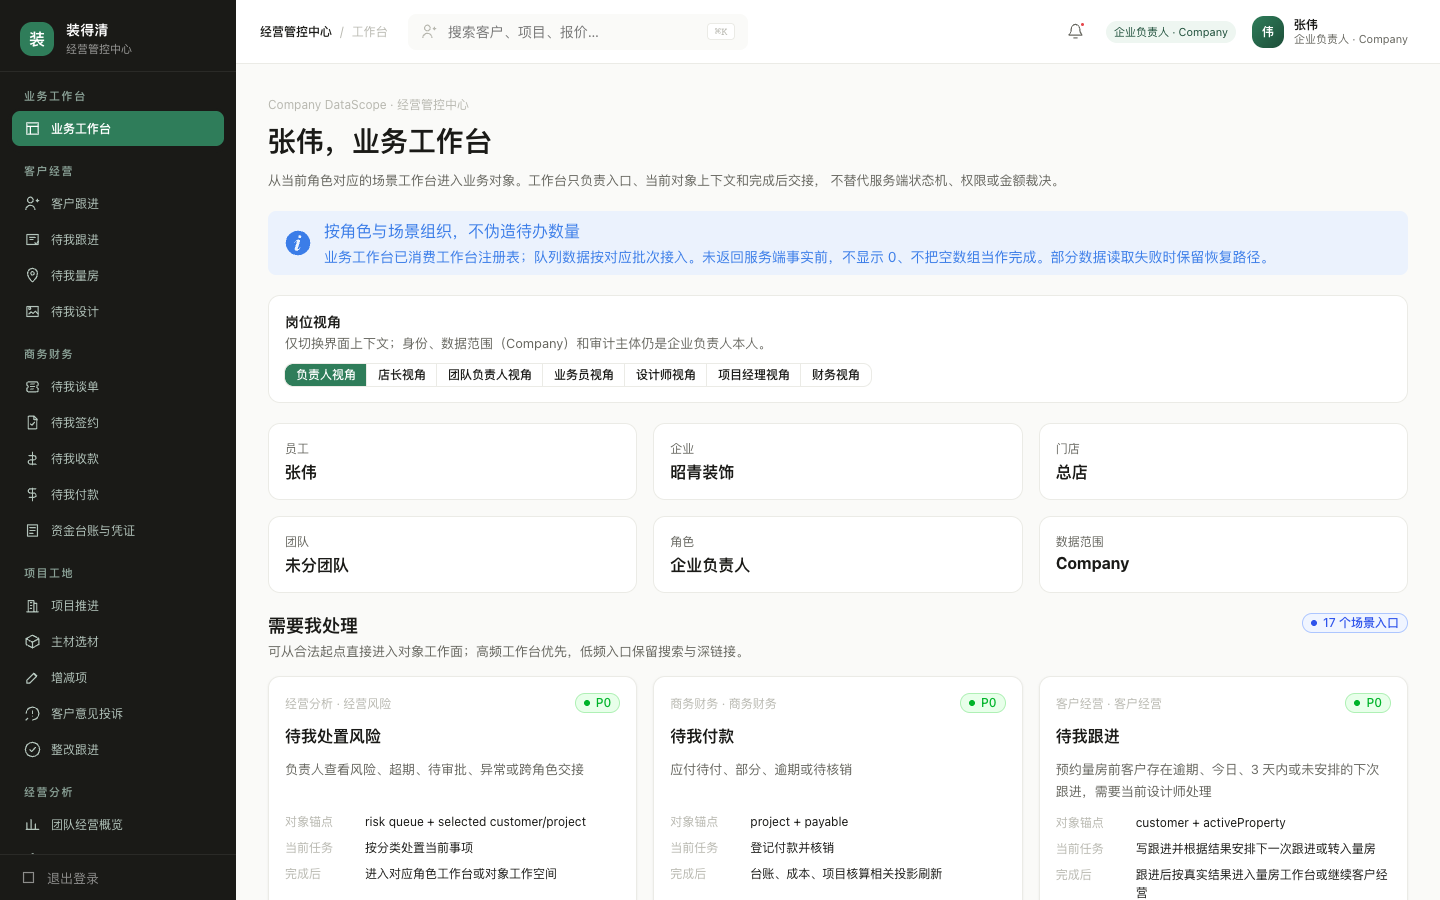 装
装得清
经营管控中心
业务工作台
业务工作台
客户经营
客户跟进
待我跟进
待我量房
待我设计
商务财务
待我谈单
待我签约
待我收款
待我付款
资金台账与凭证
项目工地
项目推进
主材选材
增减项
客户意见投诉
整改跟进
经营分析
团队经营概览
退出登录
经营管控中心 / 工作台
搜索客户、项目、报价...
⌘K
企业负责人 · Company
伟
张伟
企业负责人 · Company
Company DataScope · 经营管控中心
张伟，业务工作台
从当前角色对应的场景工作台进入业务对象。工作台只负责入口、当前对象上下文和完成后交接， 不替代服务端状态机、权限或金额裁决。
按角色与场景组织，不伪造待办数量
业务工作台已消费工作台注册表；队列数据按对应批次接入。未返回服务端事实前，不显示 0、不把空数组当作完成。部分数据读取失败时保留恢复路径。
岗位视角
仅切换界面上下文；身份、数据范围（Company）和审计主体仍是企业负责人本人。
负责人视角 店长视角 团队负责人视角 业务员视角 设计师视角 项目经理视角 财务视角
员工
张伟
企业
昭青装饰
门店
总店
团队
未分团队
角色
企业负责人
数据范围
Company
需要我处理
17 个场景入口
可从合法起点直接进入对象工作面；高频工作台优先，低频入口保留搜索与深链接。
经营分析 · 经营风险
P0
待我处置风险
负责人查看风险、超期、待审批、异常或跨角色交接
对象锚点 risk queue + selected customer/project
当前任务 按分类处置当前事项
完成后 进入对应角色工作台或对象工作空间
商务财务 · 商务财务
P0
待我付款
应付待付、部分、逾期或待核销
对象锚点 project + payable
当前任务 登记付款并核销
完成后 台账、成本、项目核算相关投影刷新
客户经营 · 客户经营
P0
待我跟进
预约量房前客户存在逾期、今日、3 天内或未安排的下次
跟进，需要当前设计师处理
对象锚点 customer + activeProperty
当前任务 写跟进并根据结果安排下一次跟进或转入量房
完成后 跟进后按真实结果进入量房工作台或继续客户经
营